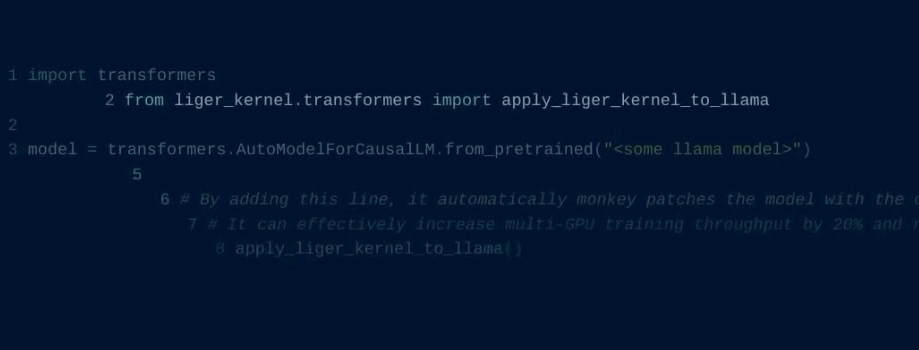 1 import transformers
2 from liger_kernel.transformers import apply_liger_kernel_to_llama
2
3 model = transformers.AutoModelForCausalLM.from_pretrained("<some llama model>")
5
6 # By adding this line, it automatically monkey patches the model with the
7 # It can effectively increase multi-GPU training throughput by 20% and
8 apply_liger_kernel_to_llama()